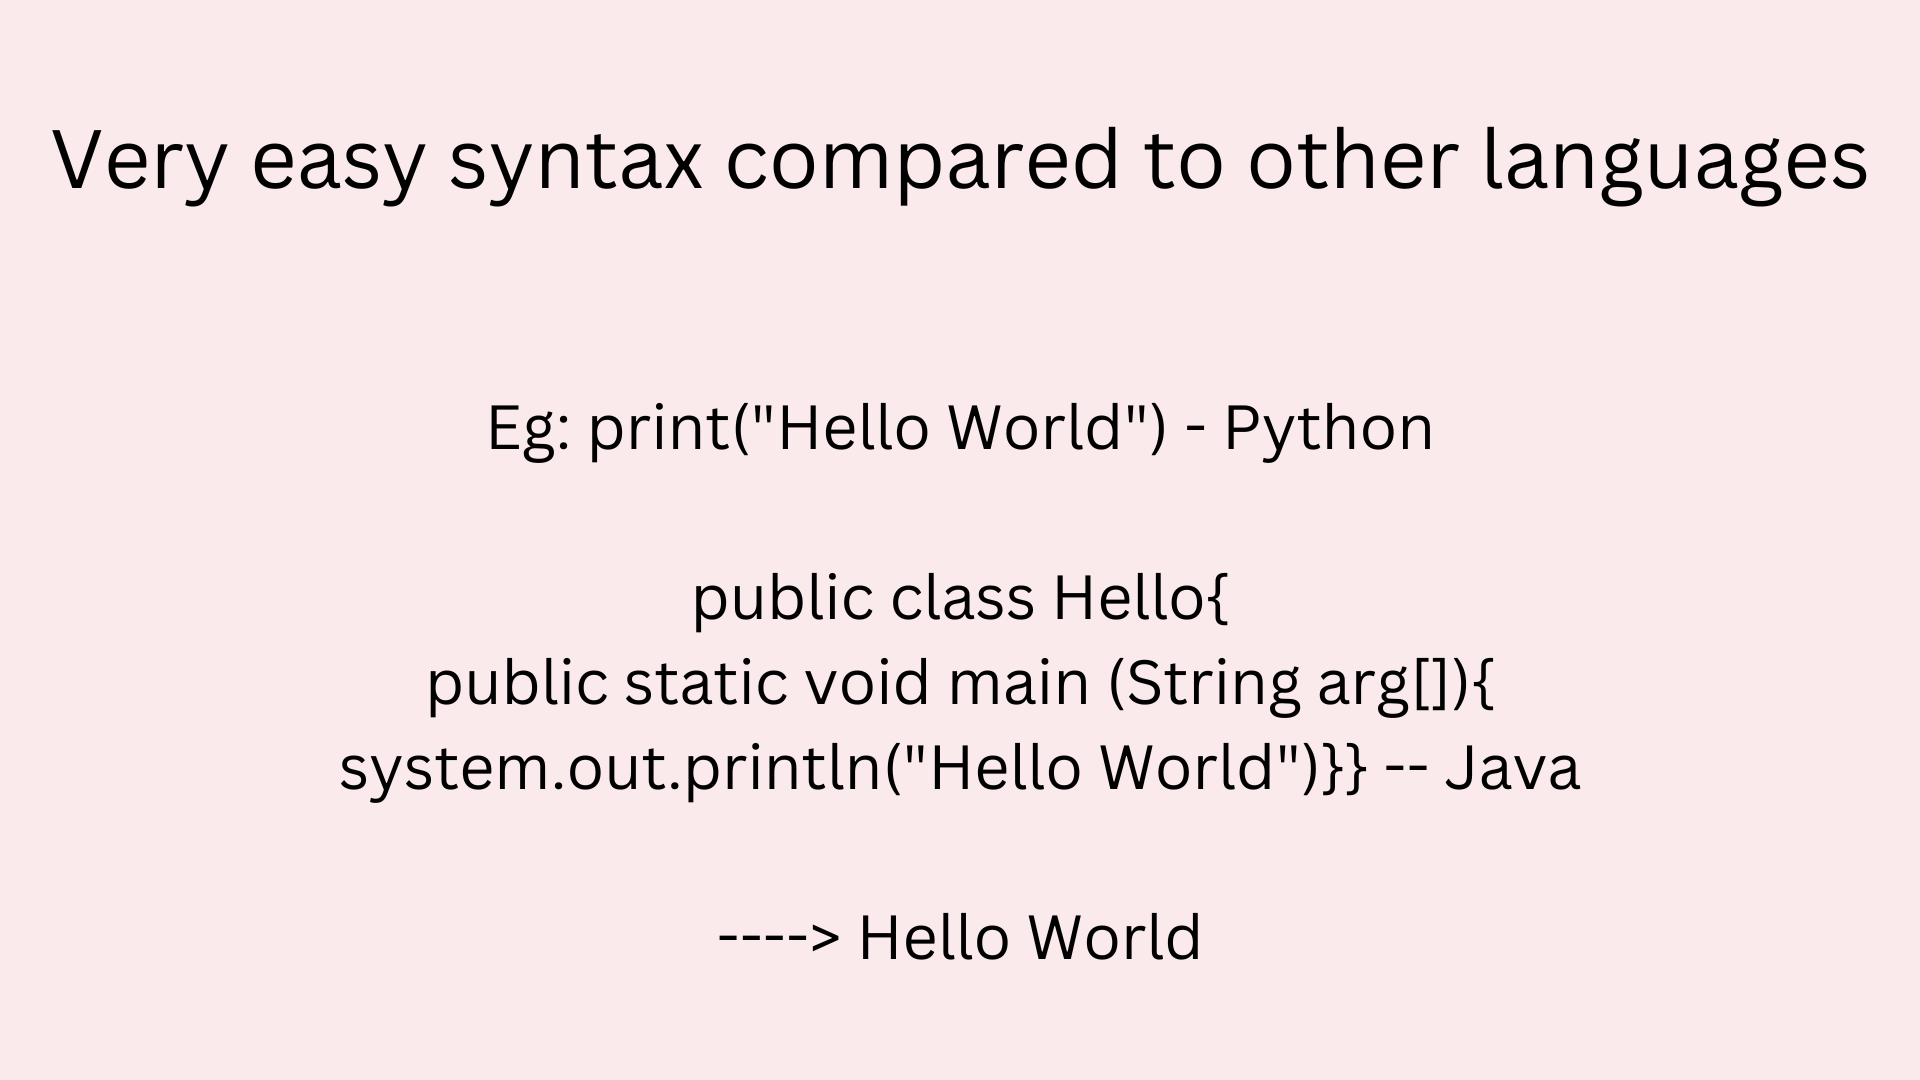 Very easy syntax compared to other languages
Eg: print("Hello World") - Python
public class Hello{
public static void main (String arg[]){
system.out.println("Hello World")}} -- Java
----> Hello World